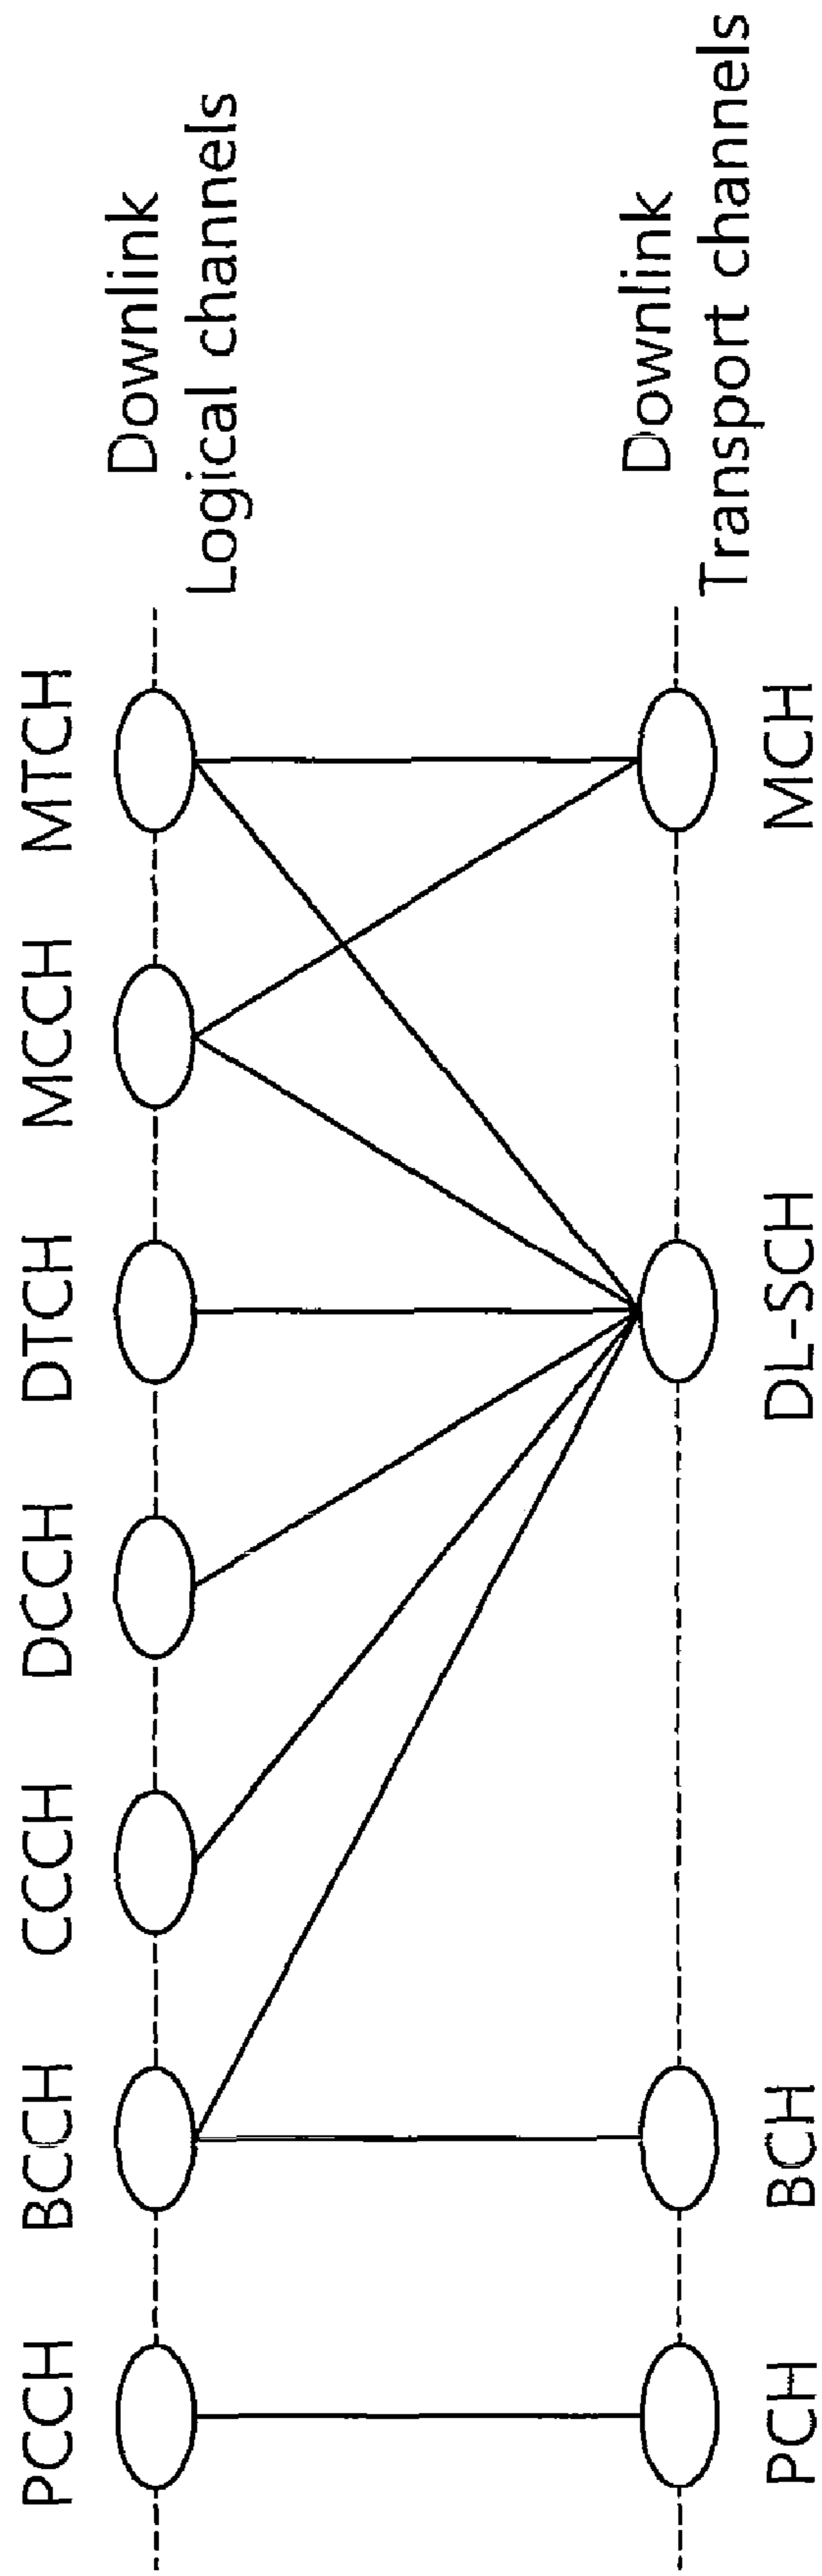 PCCH
BCCH
CCCH
DCCH
DTCH
MCCH
MTCH
Downlink
Logical channels
Downlink
Transport channels
PCH
BCH
DL-SCH
MCH